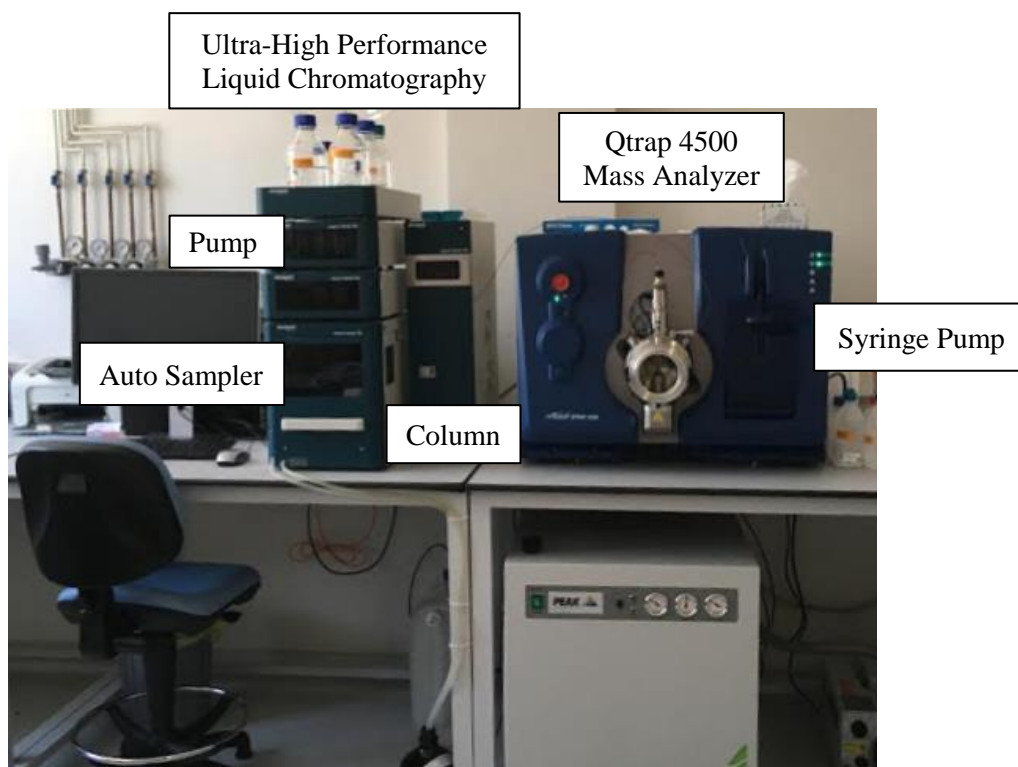 Ultra-High Performance
Liquid Chromatography
Qtrap 4500
Mass Analyzer
Pump
Syringe Pump
Auto Sampler
Column
PEAK